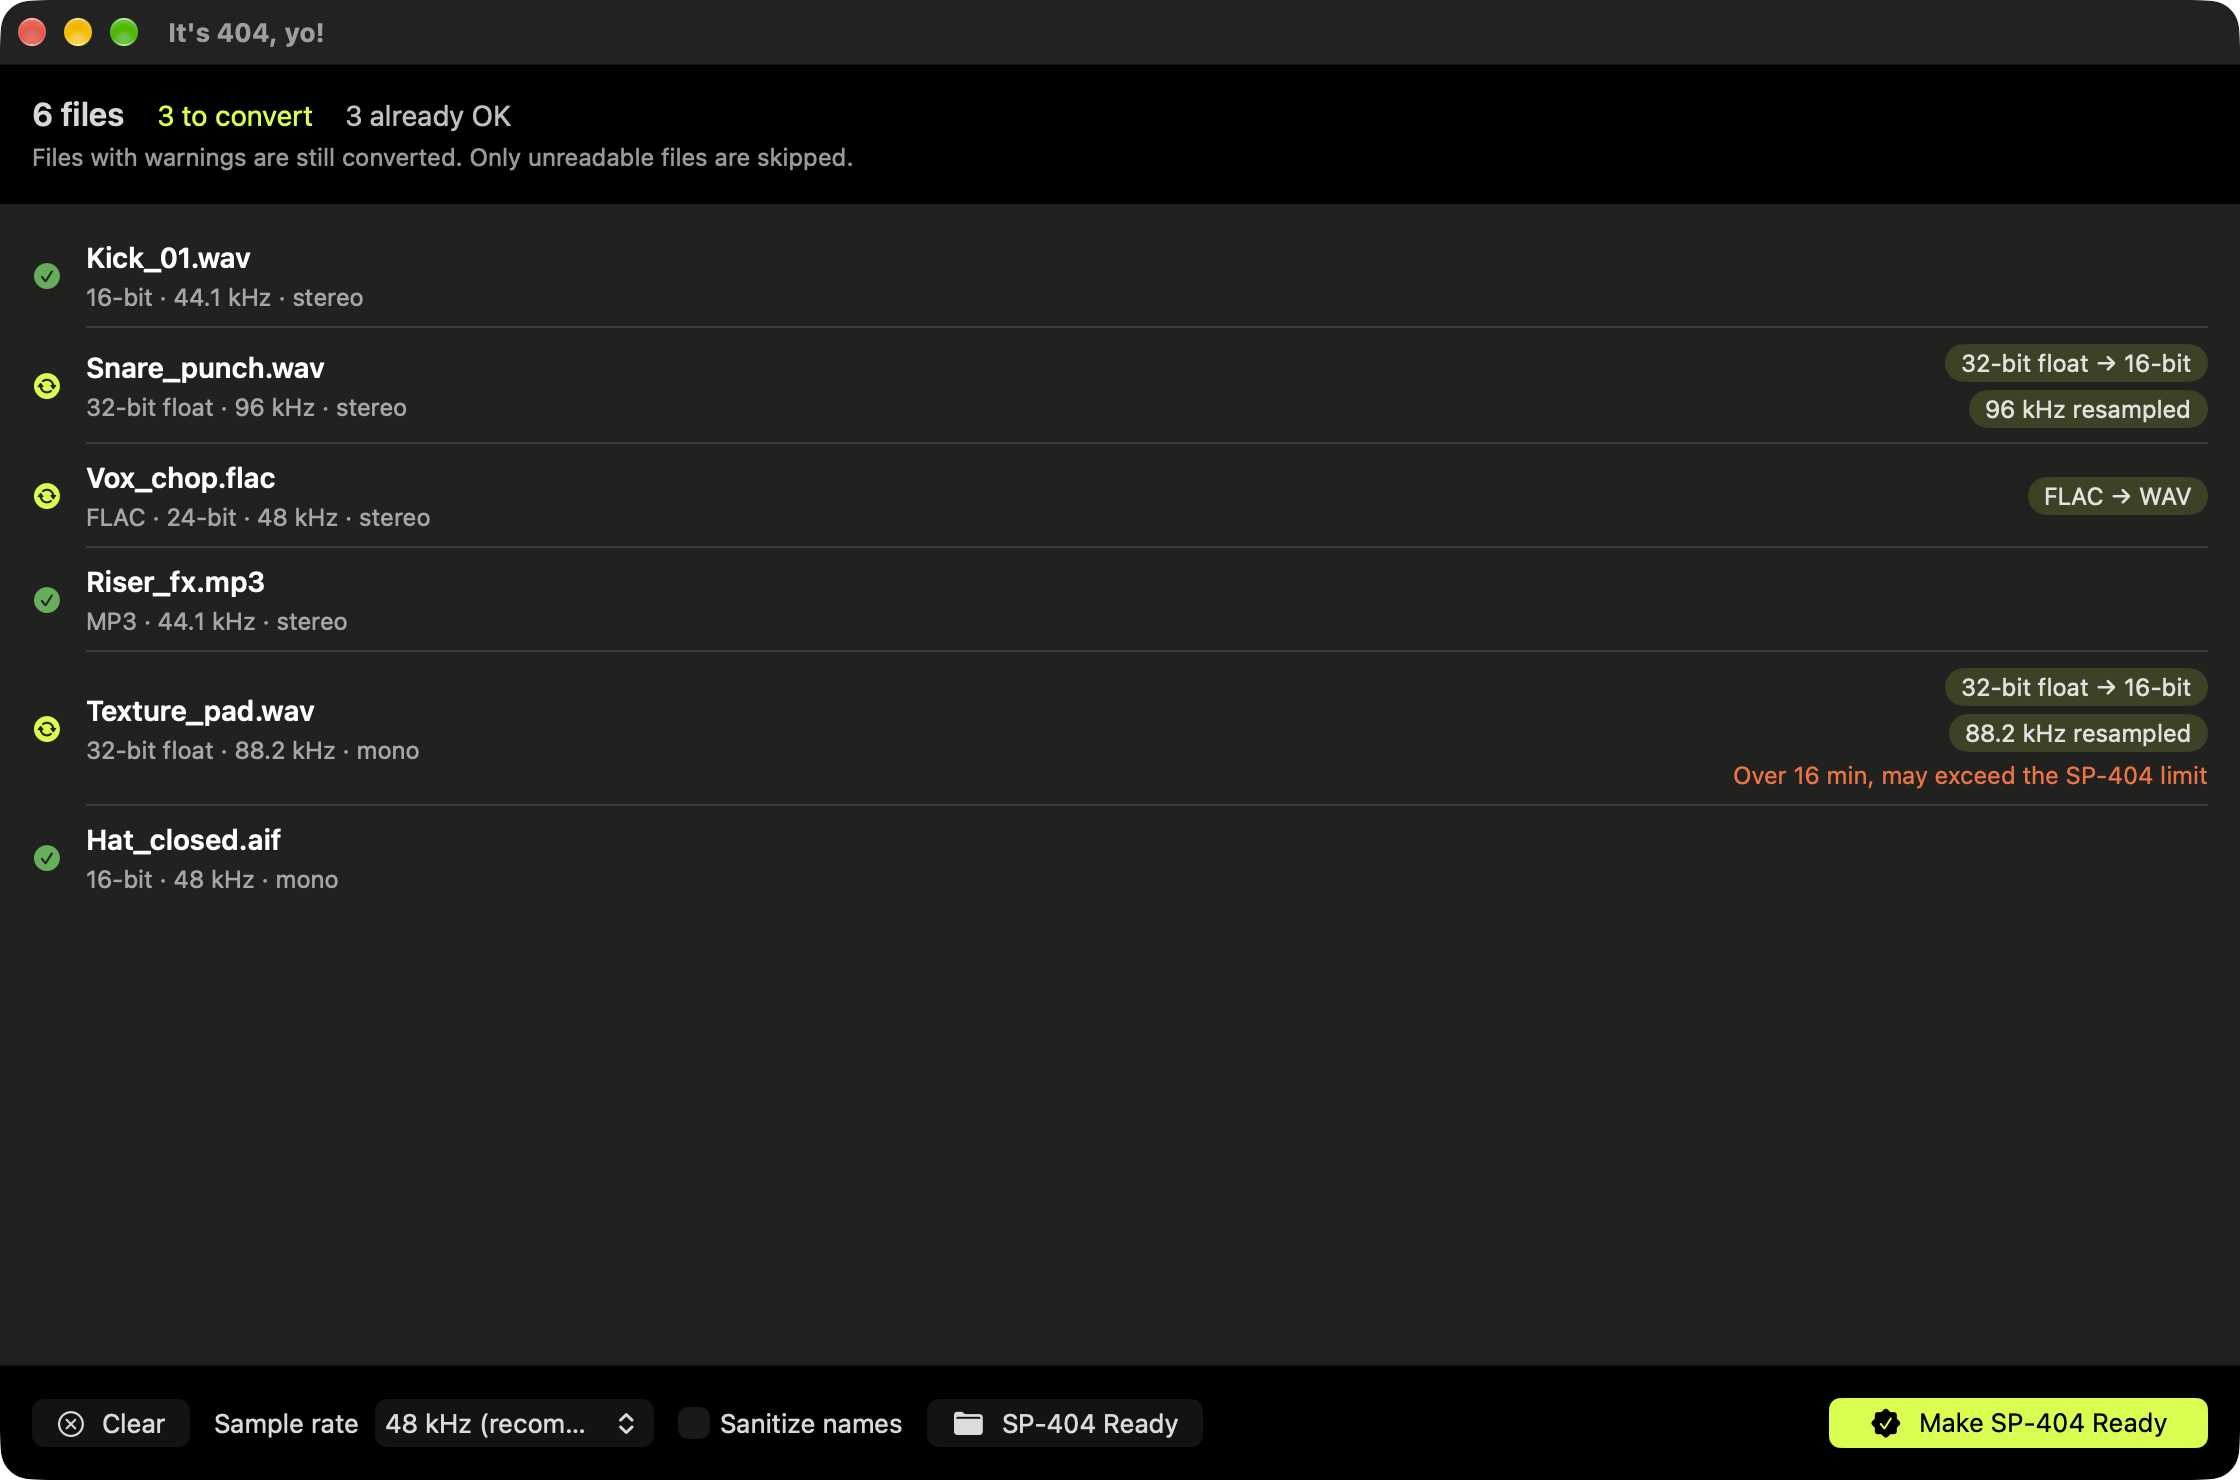 It's 404, yo!
6 files 3 to convert 3 already OK
Files with warnings are still converted. Only unreadable files are skipped.
Kick_01.wav
16-bit · 44.1 kHz · stereo
Snare_punch.wav
32-bit float · 96 kHz · stereo
32-bit float → 16-bit
96 kHz resampled
Vox_chop.flac
FLAC · 24-bit · 48 kHz · stereo
FLAC → WAV
Riser_fx.mp3
MP3 · 44.1 kHz · stereo
Texture_pad.wav
32-bit float · 88.2 kHz · mono
32-bit float → 16-bit
88.2 kHz resampled
Over 16 min, may exceed the SP-404 limit
Hat_closed.aif
16-bit · 48 kHz · mono
Clear Sample rate 48 kHz (recom... Sanitize names SP-404 Ready Make SP-404 Ready